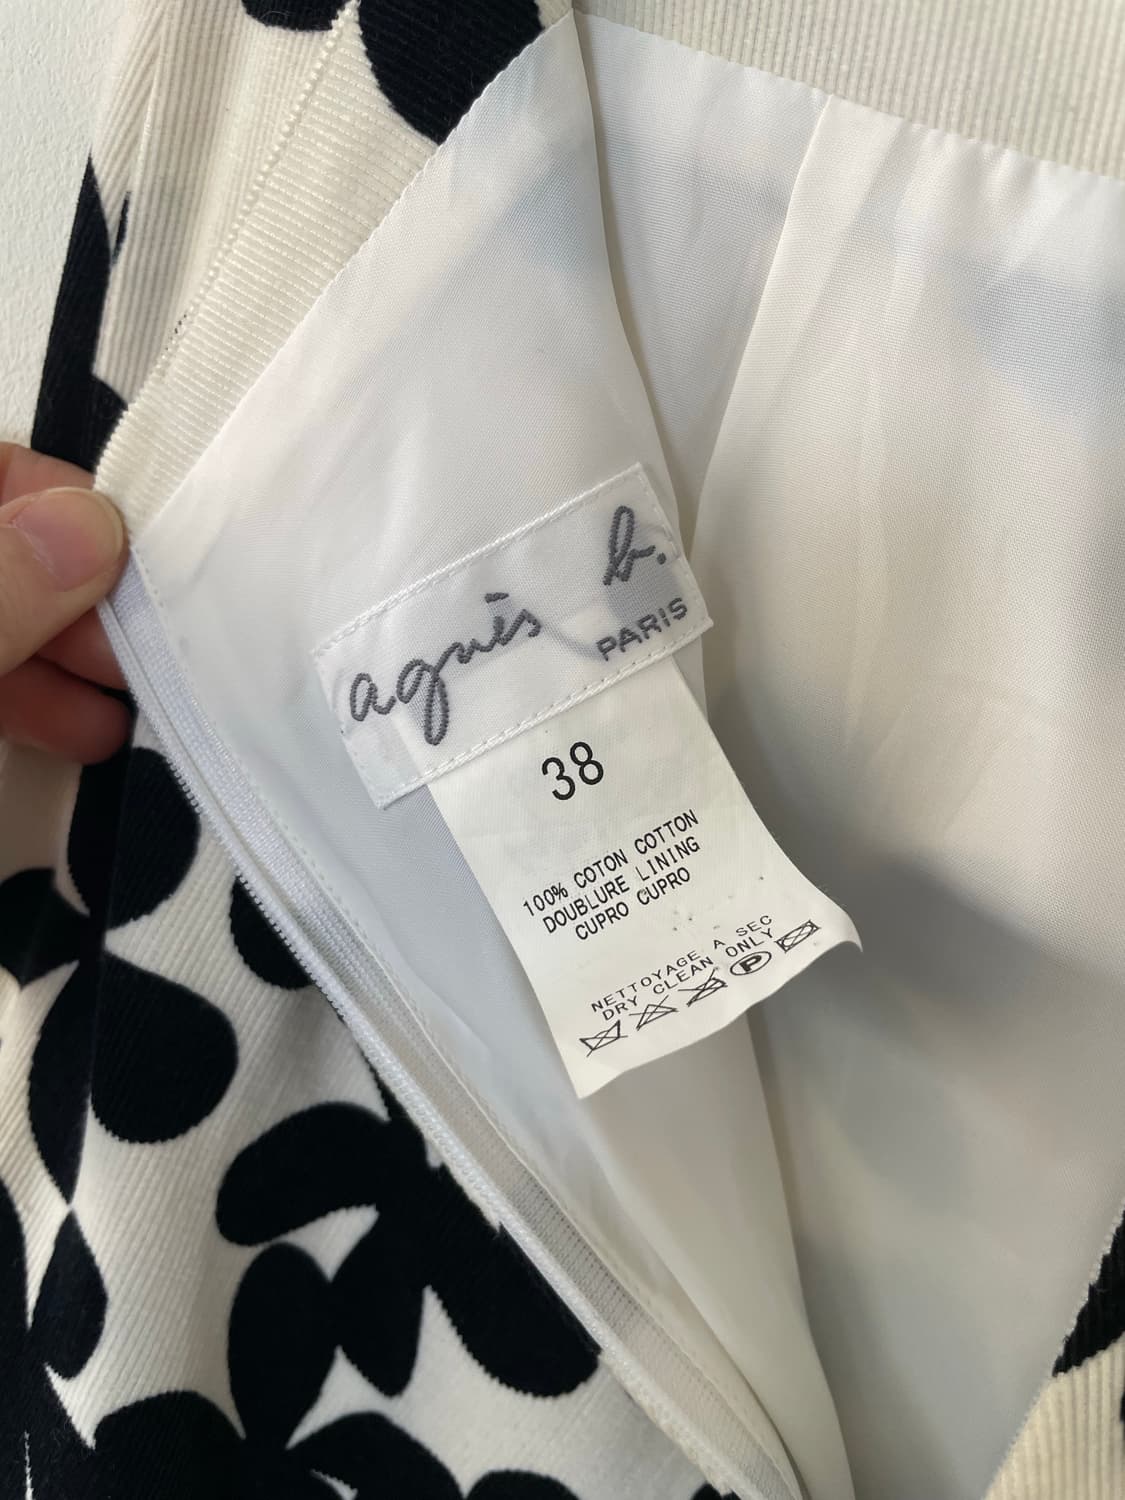 agnès b.
PARIS
38
100% COTON COTTON
DOUBLURE LINING
CUPRO CUPRO
NETTOYAGE A SEC
DRY CLEAN ONLY
P